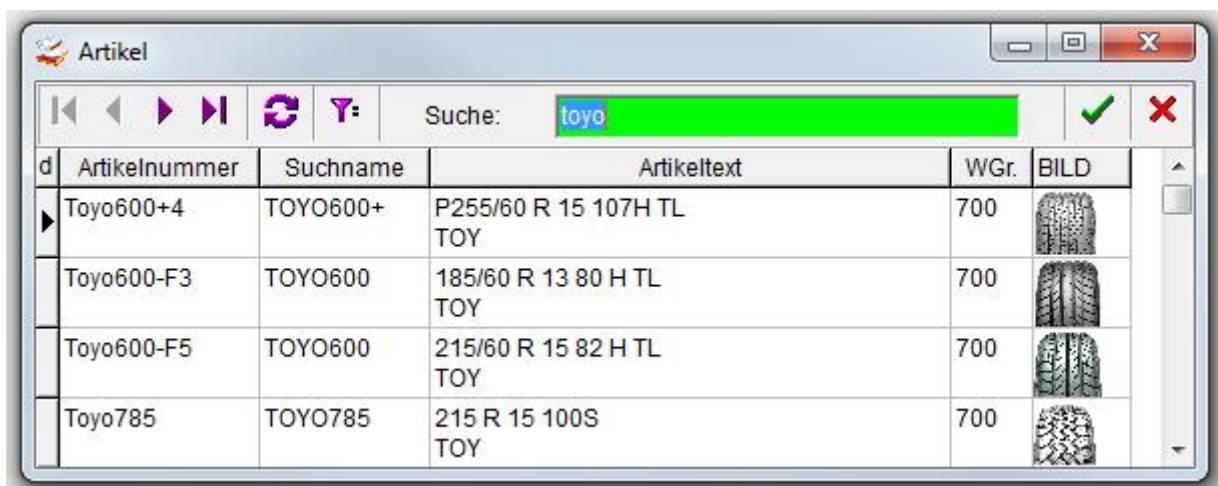 Artikel
Suche: toyo
d Artikelnummer Suchname Artikeltext WGr. BILD
Toyo600+4 TOYO600+ P255/60 R 15 107H TL 700
TOY
Toyo600-F3 TOYO600 185/60 R 13 80 H TL 700
TOY
Toyo600-F5 TOYO600 215/60 R 15 82 H TL 700
TOY
Toyo785 TOYO785 215 R 15 100S 700
TOY